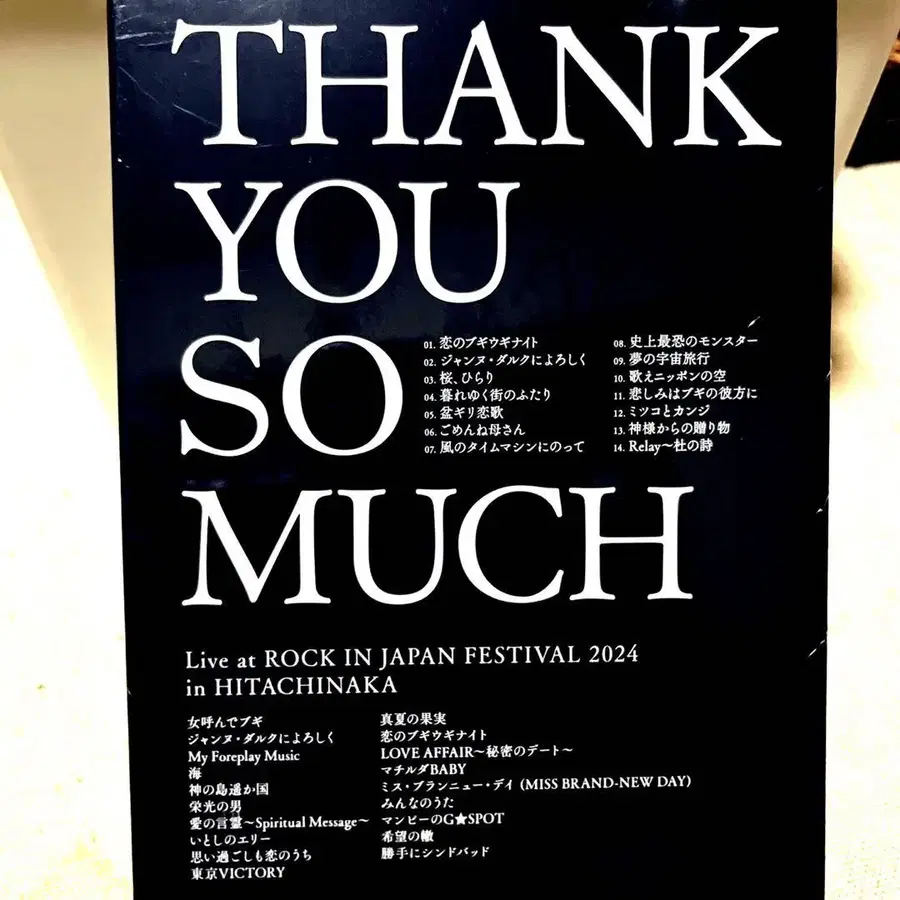 THANK
YOU
SO
MUCH
01. 恋のブギウギナイト
02. ジャンヌ・ダルクによろしく
03. 桜、ひらり
04. 暮れゆく街のふたり
05. 盆ギリ恋歌
06. ごめんね母さん
07. 風のタイムマシンにのって
08. 史上最恐のモンスター
09. 夢の宇宙旅行
10. 歌えニッポンの空
11. 悲しみはブギの彼方に
12. ミツコとカンジ
13. 神様からの贈り物
14. Relay〜杜の詩
Live at ROCK IN JAPAN FESTIVAL 2024
in HITACHINAKA
女呼んでブギ
ジャンヌ・ダルクによろしく
My Foreplay Music
海
神の島遥か国
栄光の男
愛の言霊〜Spiritual Message〜
いとしのエリー
思い過ごしも恋のうち
東京VICTORY
真夏の果実
恋のブギウギナイト
LOVE AFFAIR〜秘密のデート〜
マチルダBABY
ミス・ブランニュー・デイ (MISS BRAND-NEW DAY)
みんなのうた
マンピーのG★SPOT
希望の轍
勝手にシンドバッド